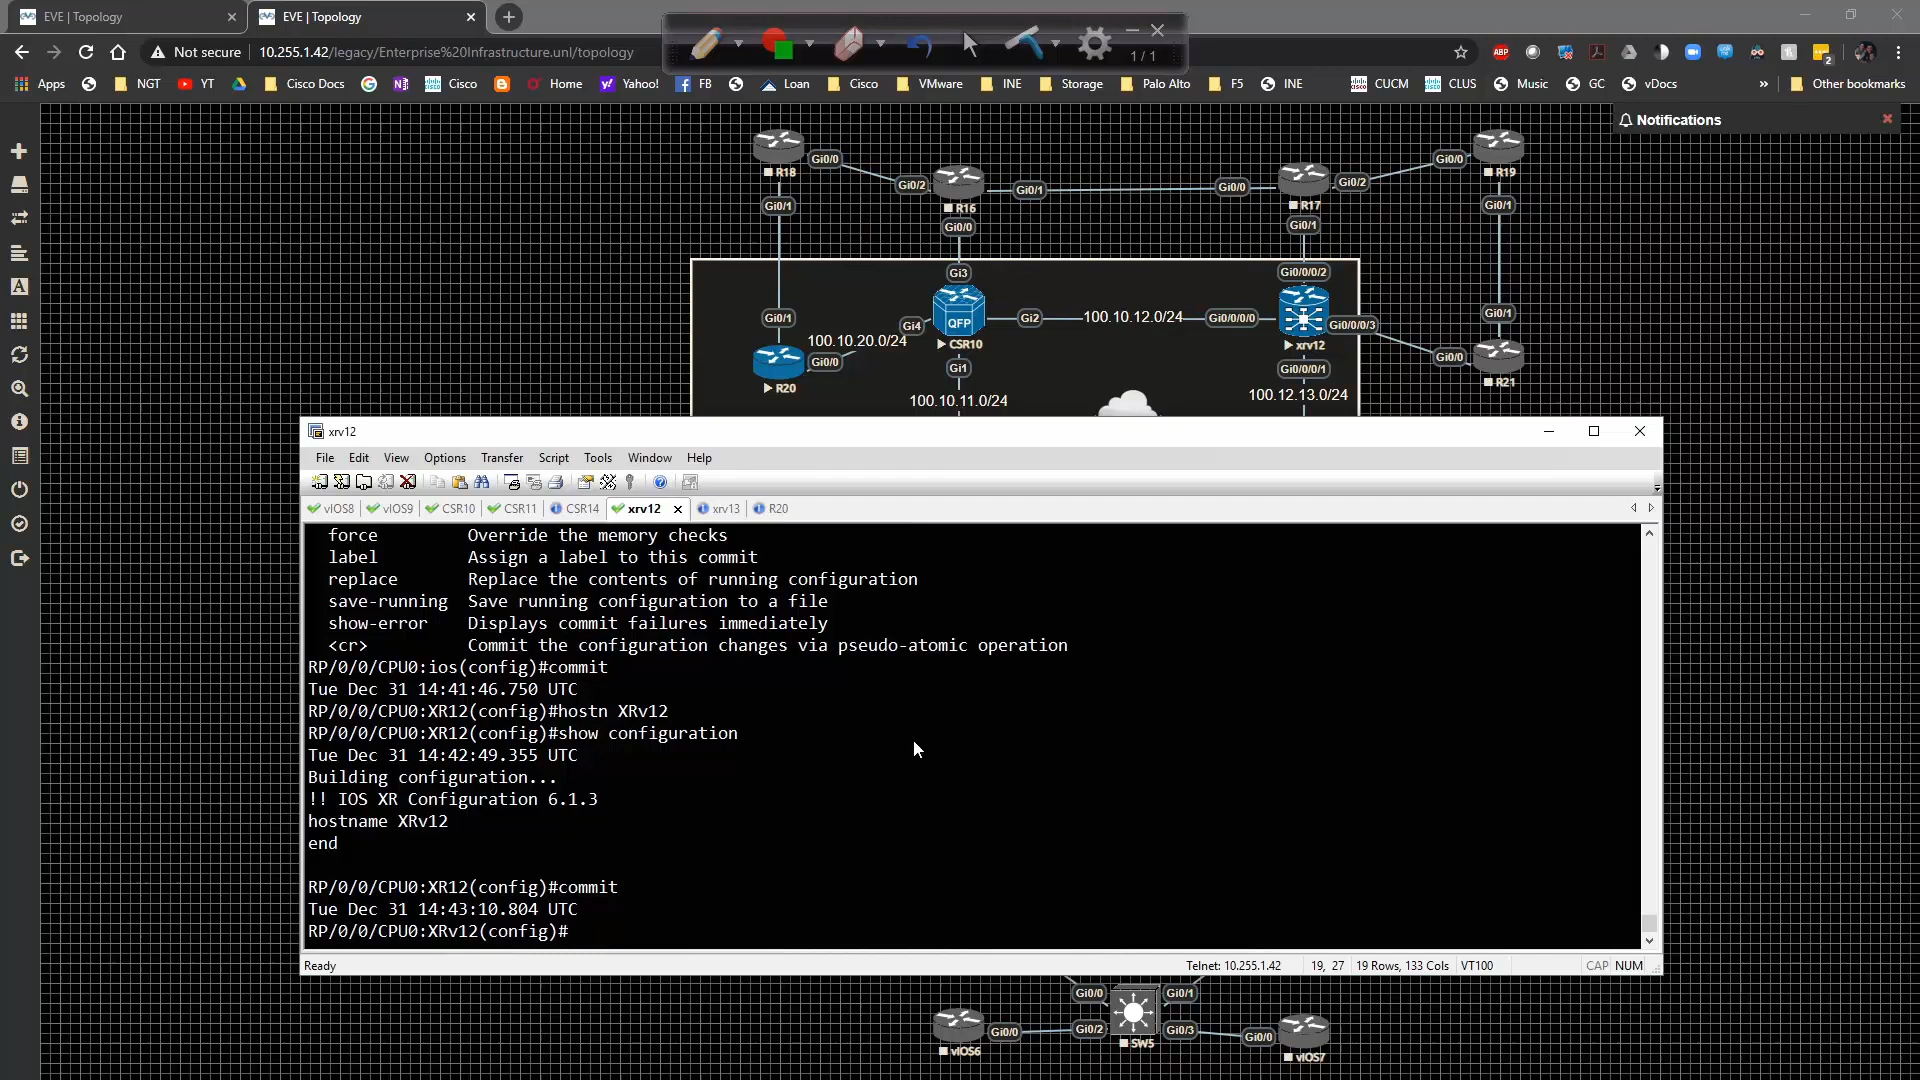 EVE | Topology
EVE | Topology
Not secure
10.255.1.42/legacy/Enterprise%20Infrastructure.unl/topology
1 / 1
ABP
2
Apps
NGT
YT
Cisco Docs
Cisco
Home
Yahoo!
FB
Loan
Cisco
VMware
INE
Storage
Palo Alto
F5
INE
CUCM
CLUS
Music
GC
vDocs
»
Other bookmarks
Notifications
R18
Gi0/0
Gi0/2
R16
Gi0/1
Gi0/0
R17
Gi0/2
Gi0/0
R19
Gi0/1
Gi0/0
Gi0/1
Gi0/1
Gi3
Gi0/0/0/2
Gi0/1
QFP
Gi4
Gi2
100.10.12.0/24
Gi0/0/0/0
Gi0/0/0/3
Gi0/1
100.10.20.0/24
Gi0/0
CSR10
xrv12
Gi0/0
R20
Gi1
Gi0/0/0/1
R21
100.10.11.0/24
100.12.13.0/24
xrv12
File Edit View Options Transfer Script Tools Window Help
vIOS8
vIOS9
CSR10
CSR11
CSR14
xrv12
xrv13
R20
force Override the memory checks
label Assign a label to this commit
replace Replace the contents of running configuration
save-running Save running configuration to a file
show-error Displays commit failures immediately
<cr> Commit the configuration changes via pseudo-atomic operation
RP/0/0/CPU0:ios(config)#commit
Tue Dec 31 14:41:46.750 UTC
RP/0/0/CPU0:XR12(config)#hostn XRv12
RP/0/0/CPU0:XR12(config)#show configuration
Tue Dec 31 14:42:49.355 UTC
Building configuration...
!! IOS XR Configuration 6.1.3
hostname XRv12
end
RP/0/0/CPU0:XR12(config)#commit
Tue Dec 31 14:43:10.804 UTC
RP/0/0/CPU0:XRv12(config)#
Ready
Telnet: 10.255.1.42
19, 27
19 Rows, 133 Cols
VT100
CAP
NUM
Gi0/0
Gi0/1
vIOS6
Gi0/0
Gi0/2
SW5
Gi0/3
Gi0/0
vIOS7